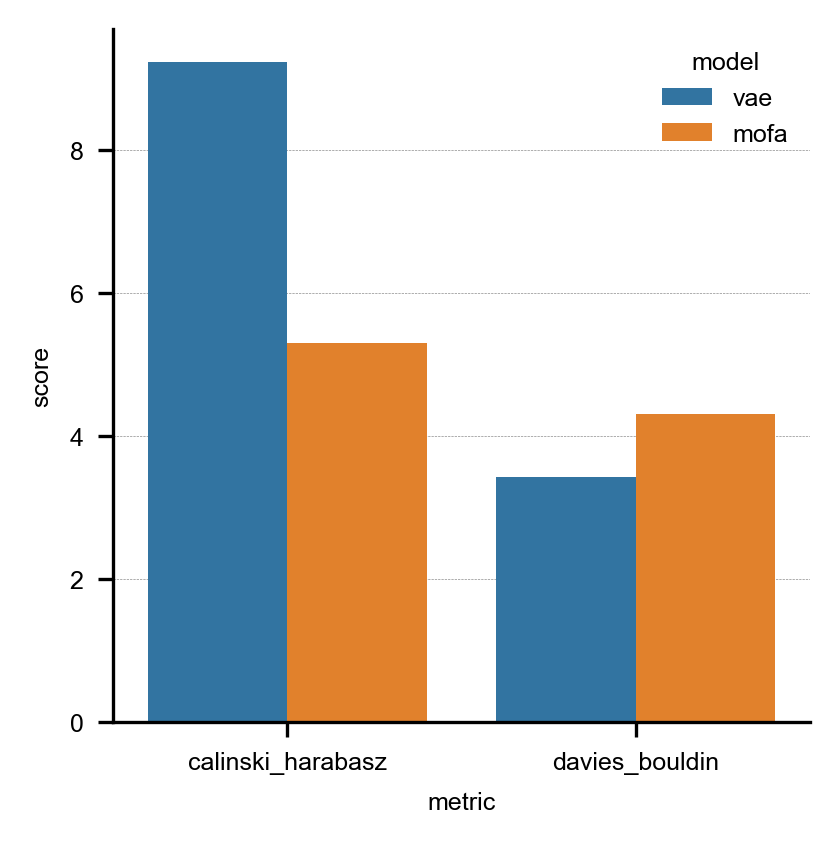 model
vae
mofa
8
6
4
2
0
score
calinski_harabasz
davies_bouldin
metric